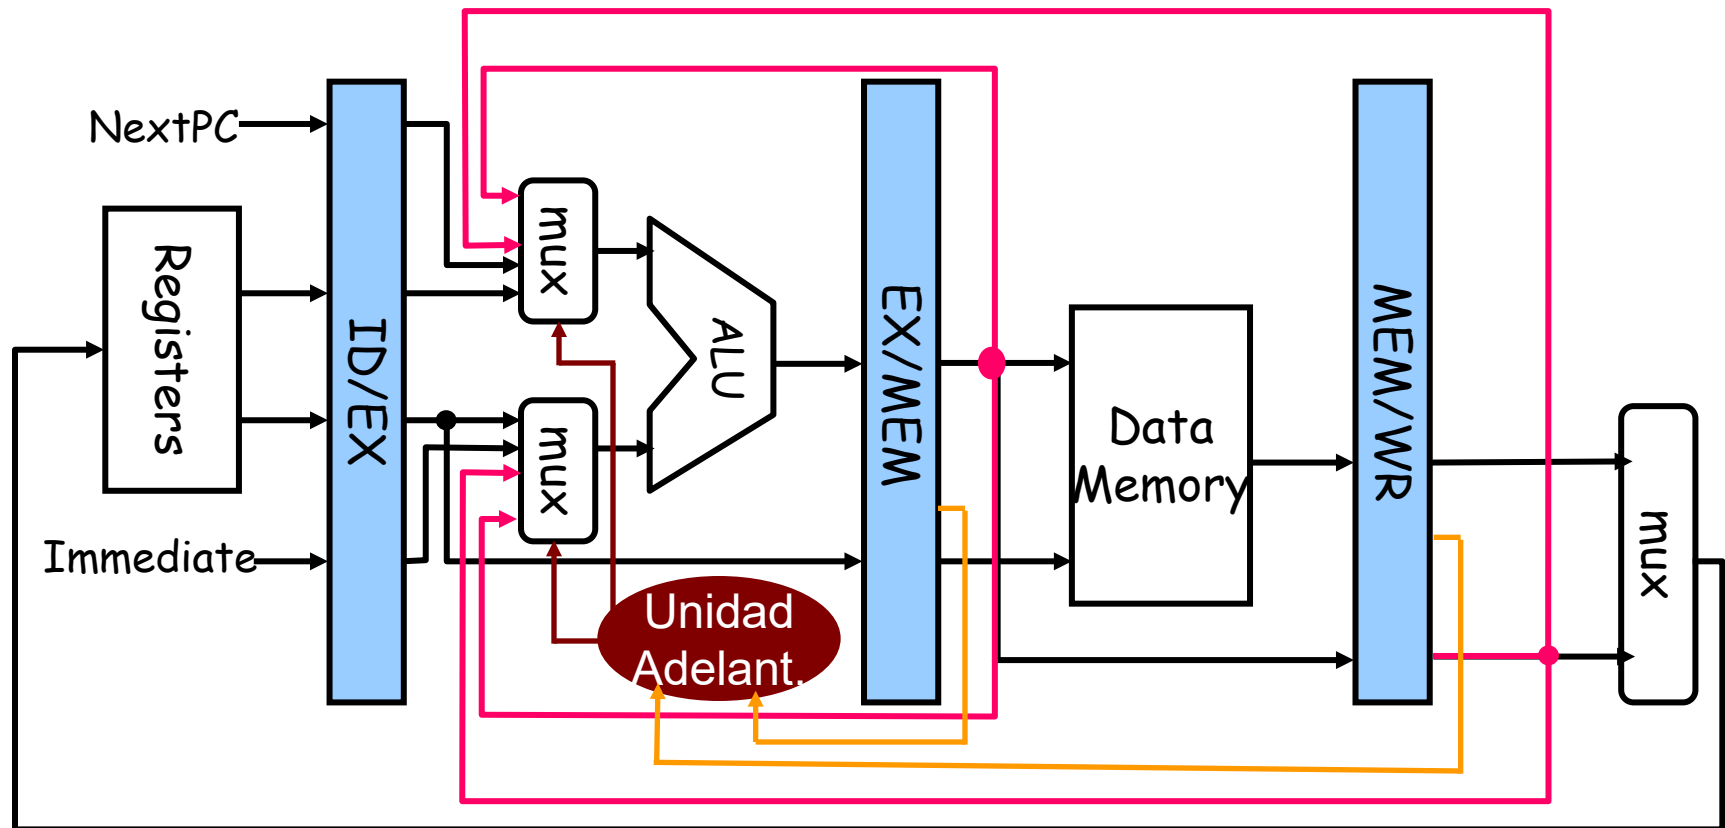 NextPC
Registers
Immediate
ID/EX
mux
mux
ALU
Unidad
Adelant.
EX/MEM
Data
Memory
MEM/WR
mux